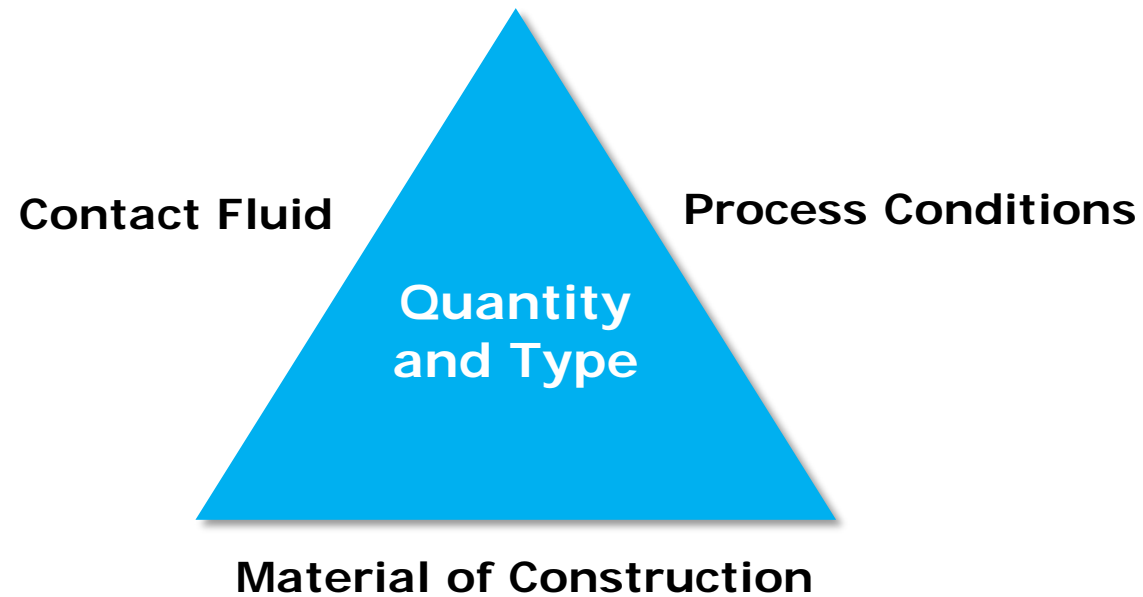 Contact Fluid
Process Conditions
Quantity
and Type
Material of Construction